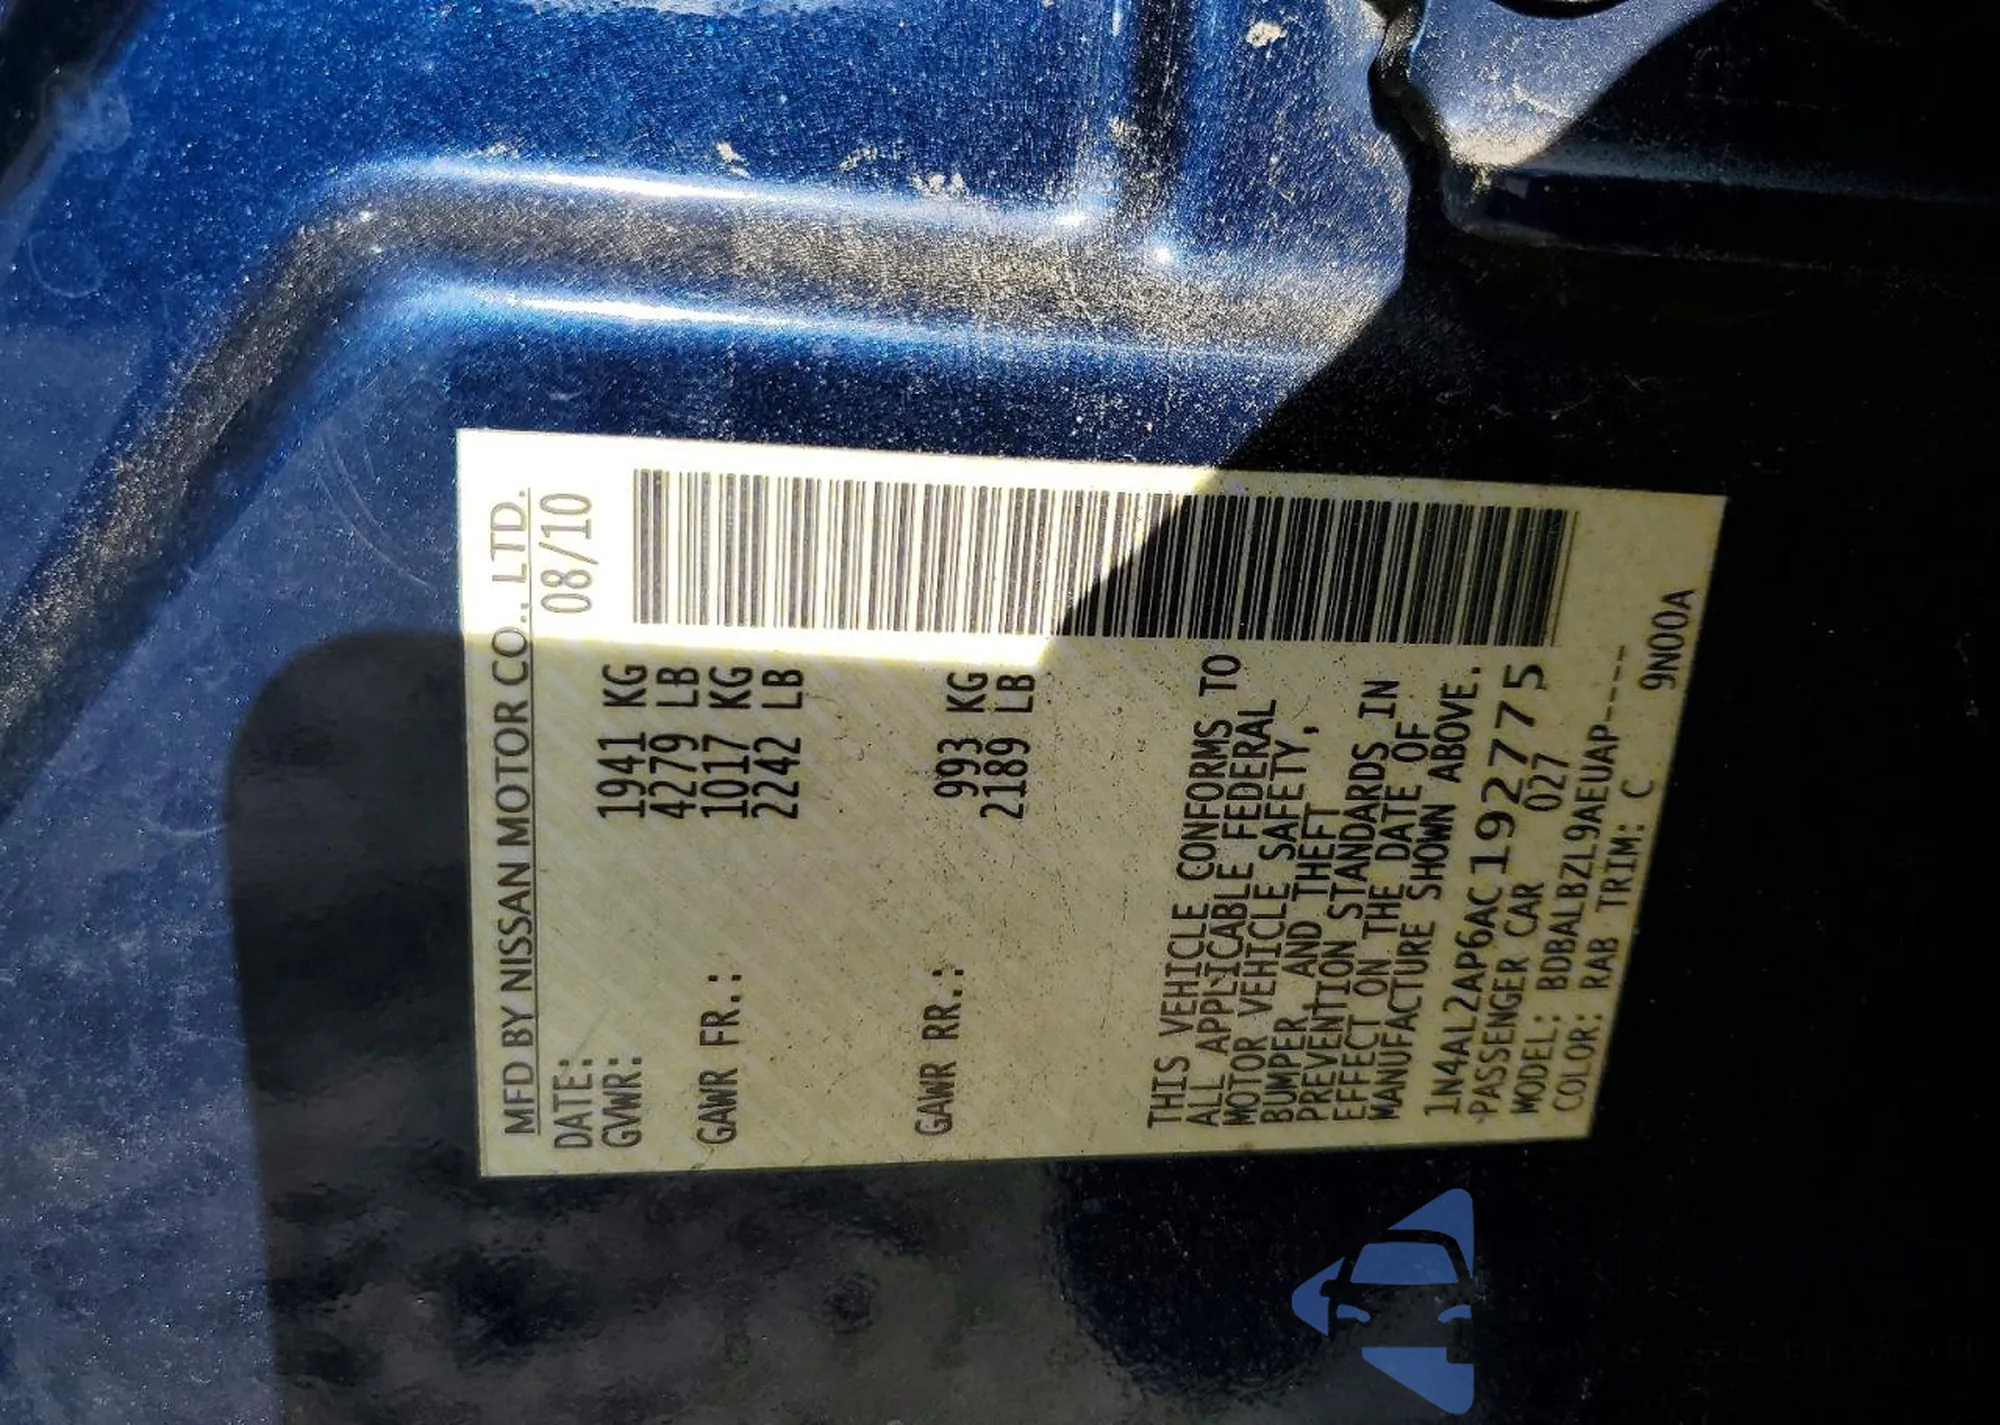 MFD BY NISSAN MOTOR CO., LTD.
DATE: 08/10
GVWR: 1941 KG
4279 LB
GAWR FR.: 1017 KG
2242 LB
GAWR RR.: 993 KG
2189 LB
THIS VEHICLE CONFORMS TO
ALL APPLICABLE FEDERAL
MOTOR VEHICLE SAFETY,
BUMPER AND THEFT
PREVENTION STANDARDS IN
EFFECT ON THE DATE OF
MANUFACTURE SHOWN ABOVE.
1N4AL2AP6AC192775
PASSENGER CAR 027
MODEL: BDBALBZL9AEUAP----
COLOR: RAB TRIM: C 9N00A